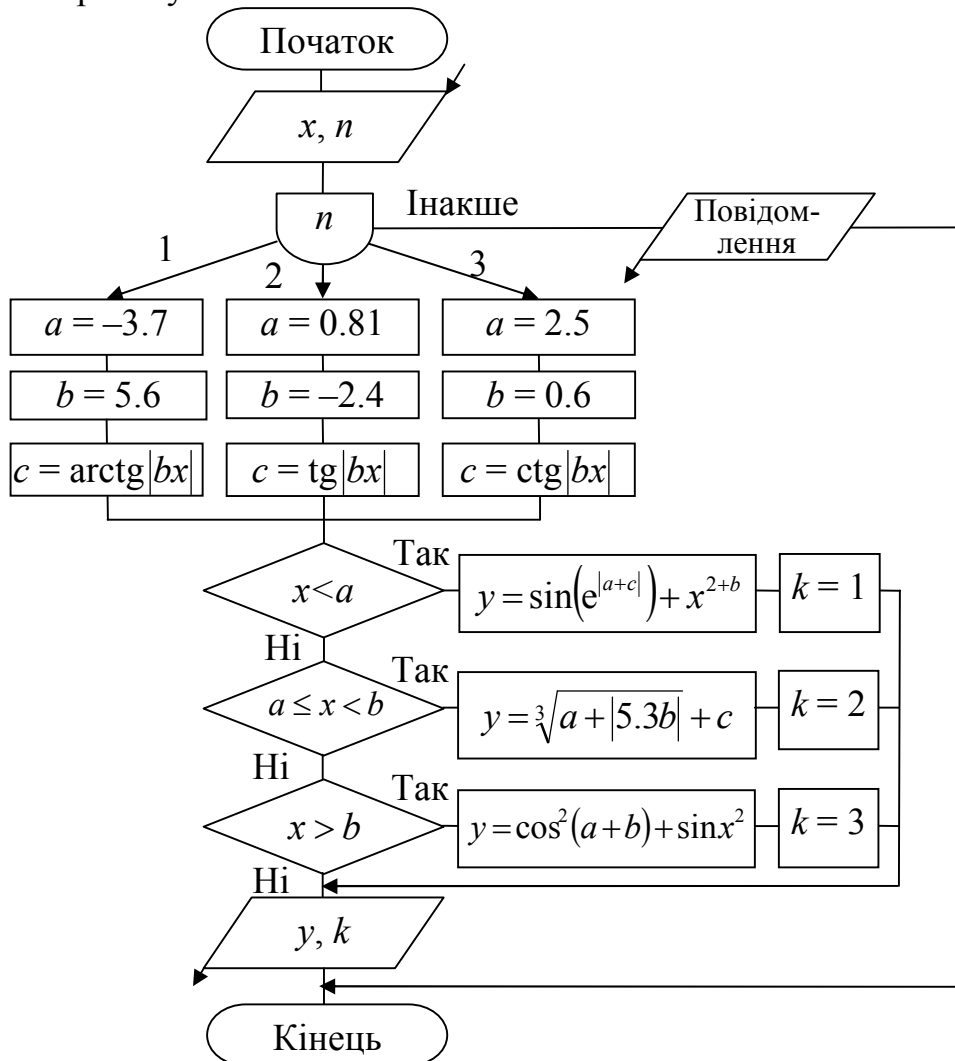 Початок
x, n
n
Інакше
Повідом-
лення
1
2
3
a = –3.7
a = 0.81
a = 2.5
b = 5.6
b = –2.4
b = 0.6
c = arctg|bx|
c = tg|bx|
c = ctg|bx|
x<a
Так
y = sin(e^|a+c|) + x^2+b
k = 1
Ні
a ≤ x < b
Так
y = ∛a + |5.3b| + c
k = 2
Ні
x > b
Так
y = cos²(a+b) + sinx²
k = 3
Ні
y, k
Кінець